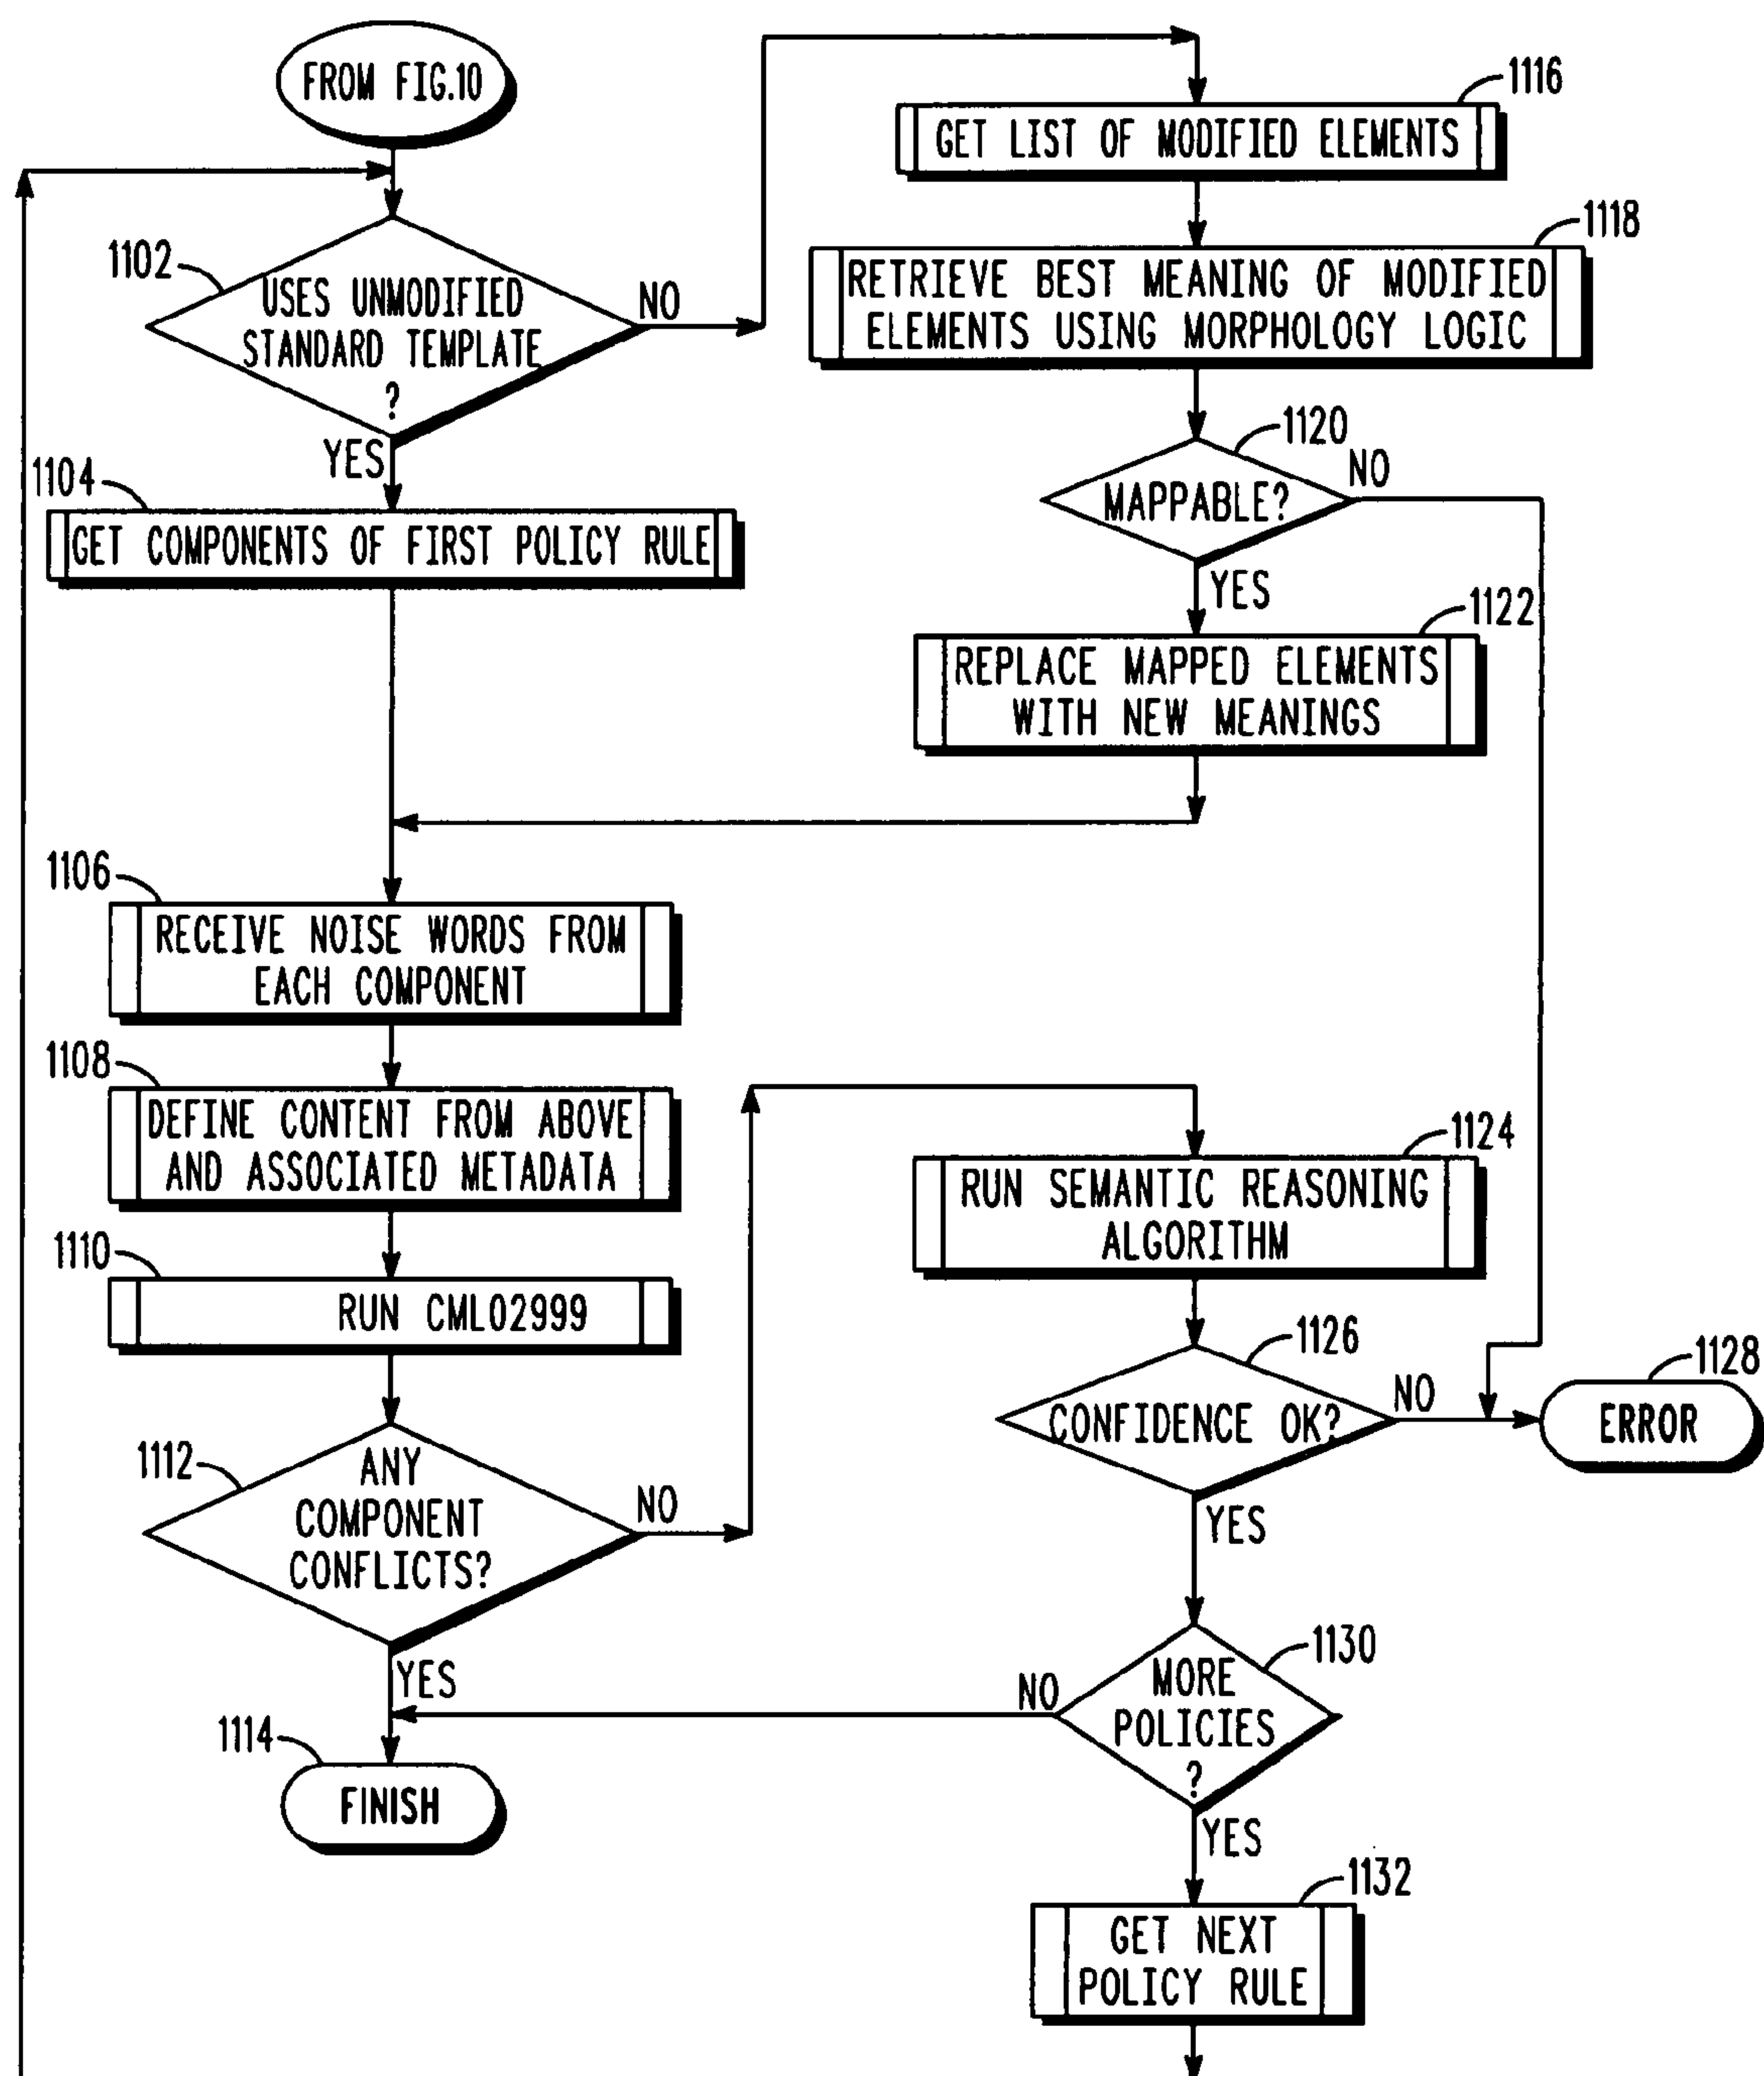 FROM FIG.10
1102
USES UNMODIFIED
STANDARD TEMPLATE
?
NO
YES
1104
GET COMPONENTS OF FIRST POLICY RULE
1116
GET LIST OF MODIFIED ELEMENTS
1118
RETRIEVE BEST MEANING OF MODIFIED
ELEMENTS USING MORPHOLOGY LOGIC
1120
MAPPABLE?
NO
YES
1122
REPLACE MAPPED ELEMENTS
WITH NEW MEANINGS
1106
RECEIVE NOISE WORDS FROM
EACH COMPONENT
1108
DEFINE CONTENT FROM ABOVE
AND ASSOCIATED METADATA
1110
RUN CML02999
1112
ANY
COMPONENT
CONFLICTS?
NO
YES
1114
FINISH
1124
RUN SEMANTIC REASONING
ALGORITHM
1126
CONFIDENCE OK?
NO
1128
ERROR
YES
1130
MORE
POLICIES
?
NO
YES
1132
GET NEXT
POLICY RULE